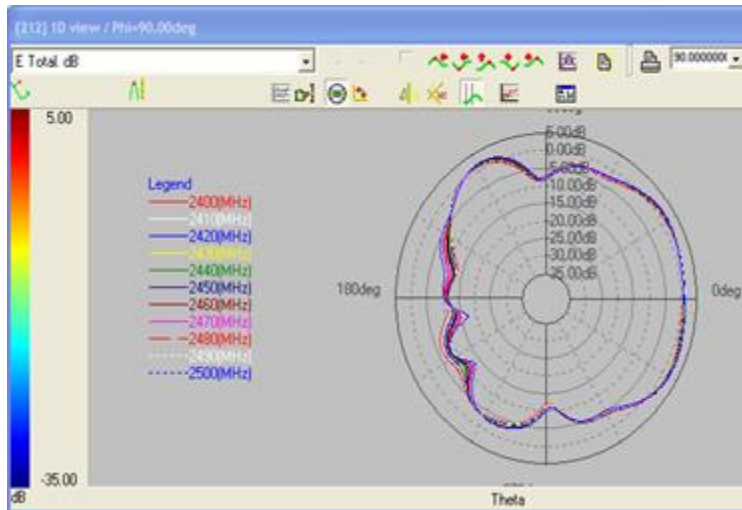 [212] 1D view / Phi=90.00deg
E Total. dB
90.000000(
5.00
-35.00
dB
Legend
2400(MHz)
2410(MHz)
2420(MHz)
2430(MHz)
2440(MHz)
2450(MHz)
2460(MHz)
2470(MHz)
2480(MHz)
2490(MHz)
2500(MHz)
5.00dB
0.00dB
-5.00dB
-10.00dB
-15.00dB
-20.00dB
-25.00dB
-30.00dB
-35.00dB
180deg
0deg
Theta